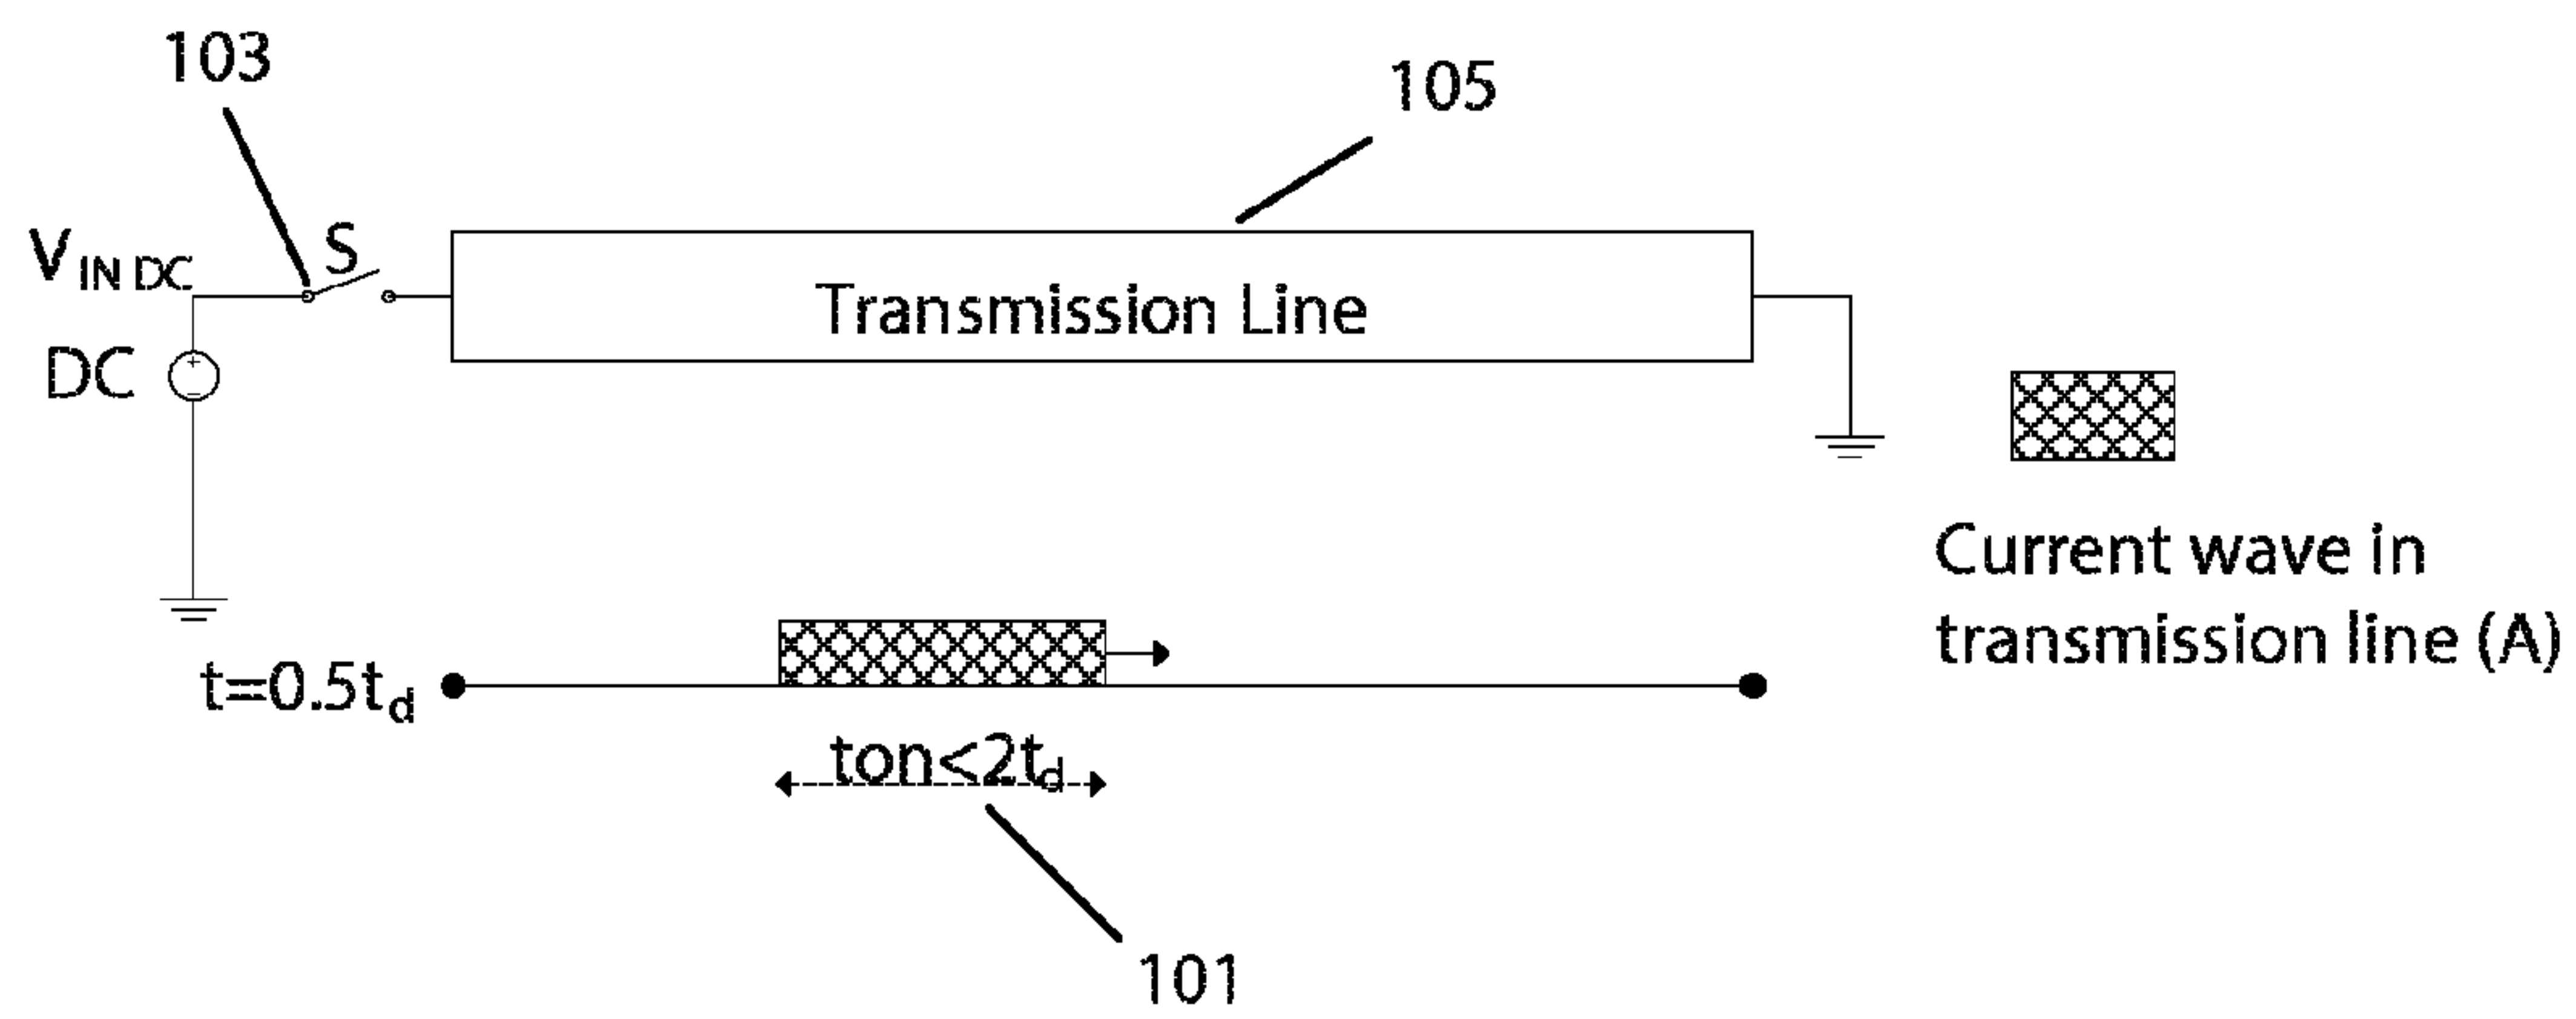 103
105
V IN DC
S
Transmission Line
DC
Current wave in
transmission line (A)
t=0.5td
ton<2td
101